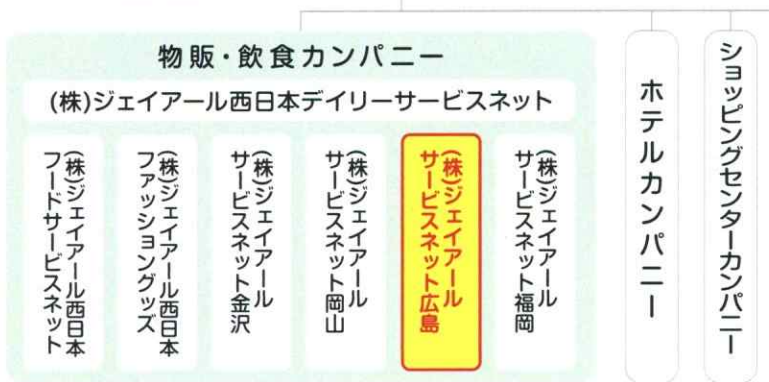 物販・飲食カンパニー
(株)ジェイアール西日本デイリーサービスネット
(株)ジェイアール西日本
フードサービスネット
(株)ジェイアール西日本
ファッショングッズ
(株)ジェイアール
サービスネット金沢
(株)ジェイアール
サービスネット岡山
(株)ジェイアール
サービスネット広島
(株)ジェイアール
サービスネット福岡
ホテルカンパニー
ショッピングセンターカンパニー